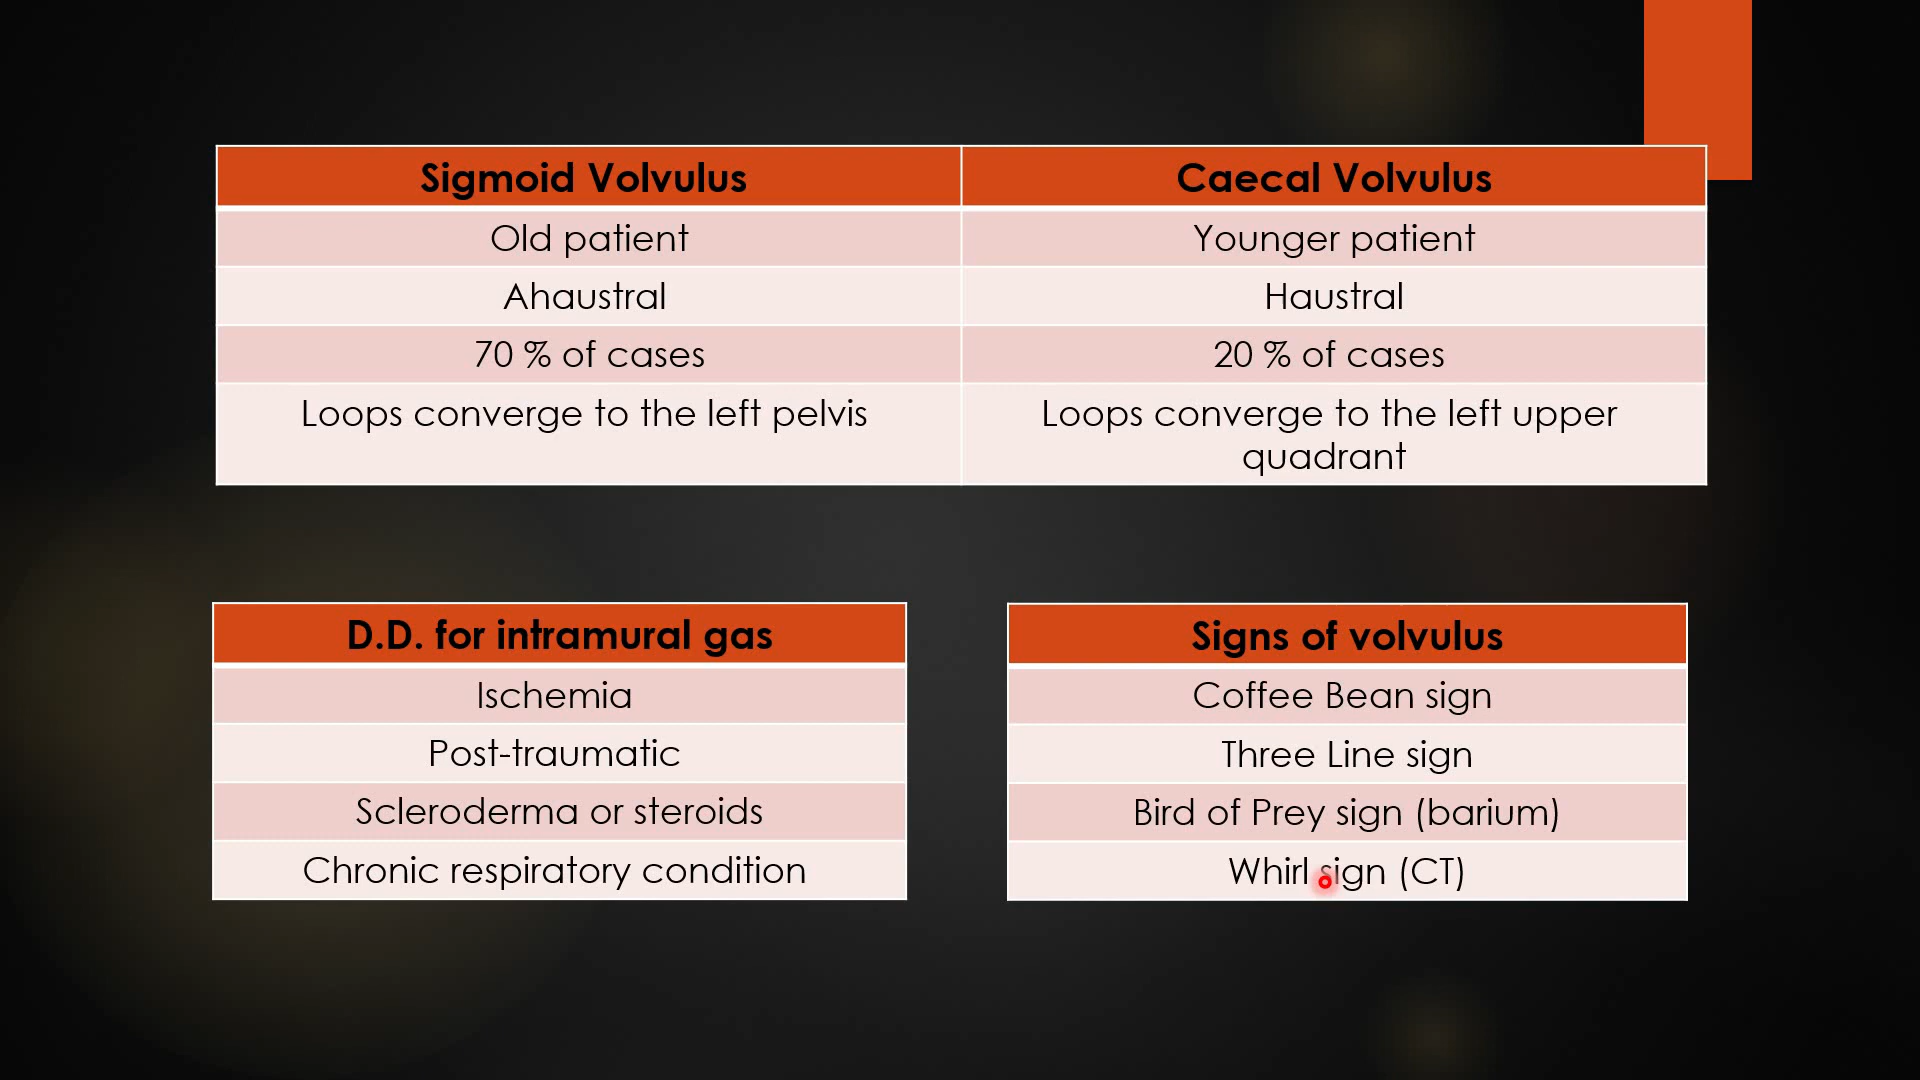 Sigmoid Volvulus
Caecal Volvulus
Old patient
Younger patient
Ahaustral
Haustral
70 % of cases
20 % of cases
Loops converge to the left pelvis
Loops converge to the left upper
quadrant
D.D. for intramural gas
Ischemia
Post-traumatic
Scleroderma or steroids
Chronic respiratory condition
Signs of volvulus
Coffee Bean sign
Three Line sign
Bird of Prey sign (barium)
Whirl sign (CT)